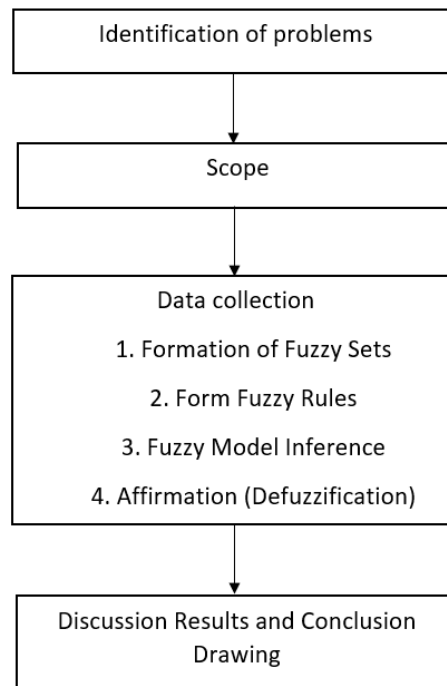 Identification of problems
Scope
Data collection
1. Formation of Fuzzy Sets
2. Form Fuzzy Rules
3. Fuzzy Model Inference
4. Affirmation (Defuzzification)
Discussion Results and Conclusion
Drawing